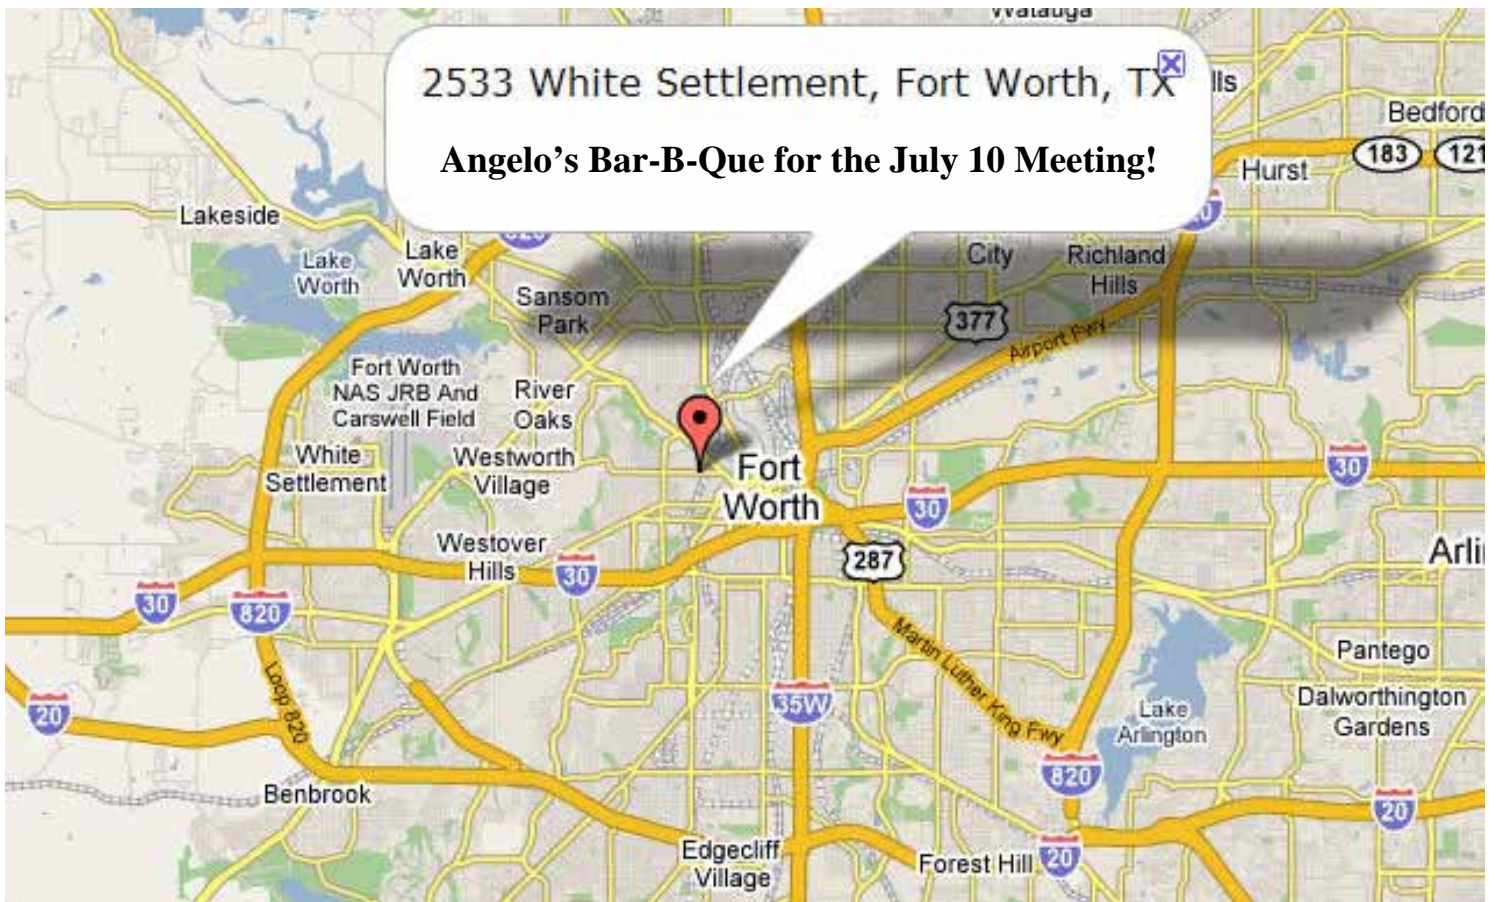 Watauga
2533 White Settlement, Fort Worth, TX
lls
Angelo's Bar-B-Que for the July 10 Meeting!
Bedford
183
121
Hurst
Lakeside
820
Lake
Worth
Lake
Worth
City
Richland
Hills
Sansom
Park
377
Airport Fwy
Fort Worth
NAS JRB And
Carswell Field
River
Oaks
White
Settlement
Westworth
Village
Fort
Worth
30
30
Westover
Hills
30
287
Arli
30
820
Martin Luther King Fwy
Pantego
Loop 820
20
35W
Lake
Arlington
Dalworthington
Gardens
820
Benbrook
20
Edgecliff
Village
Forest Hill
20